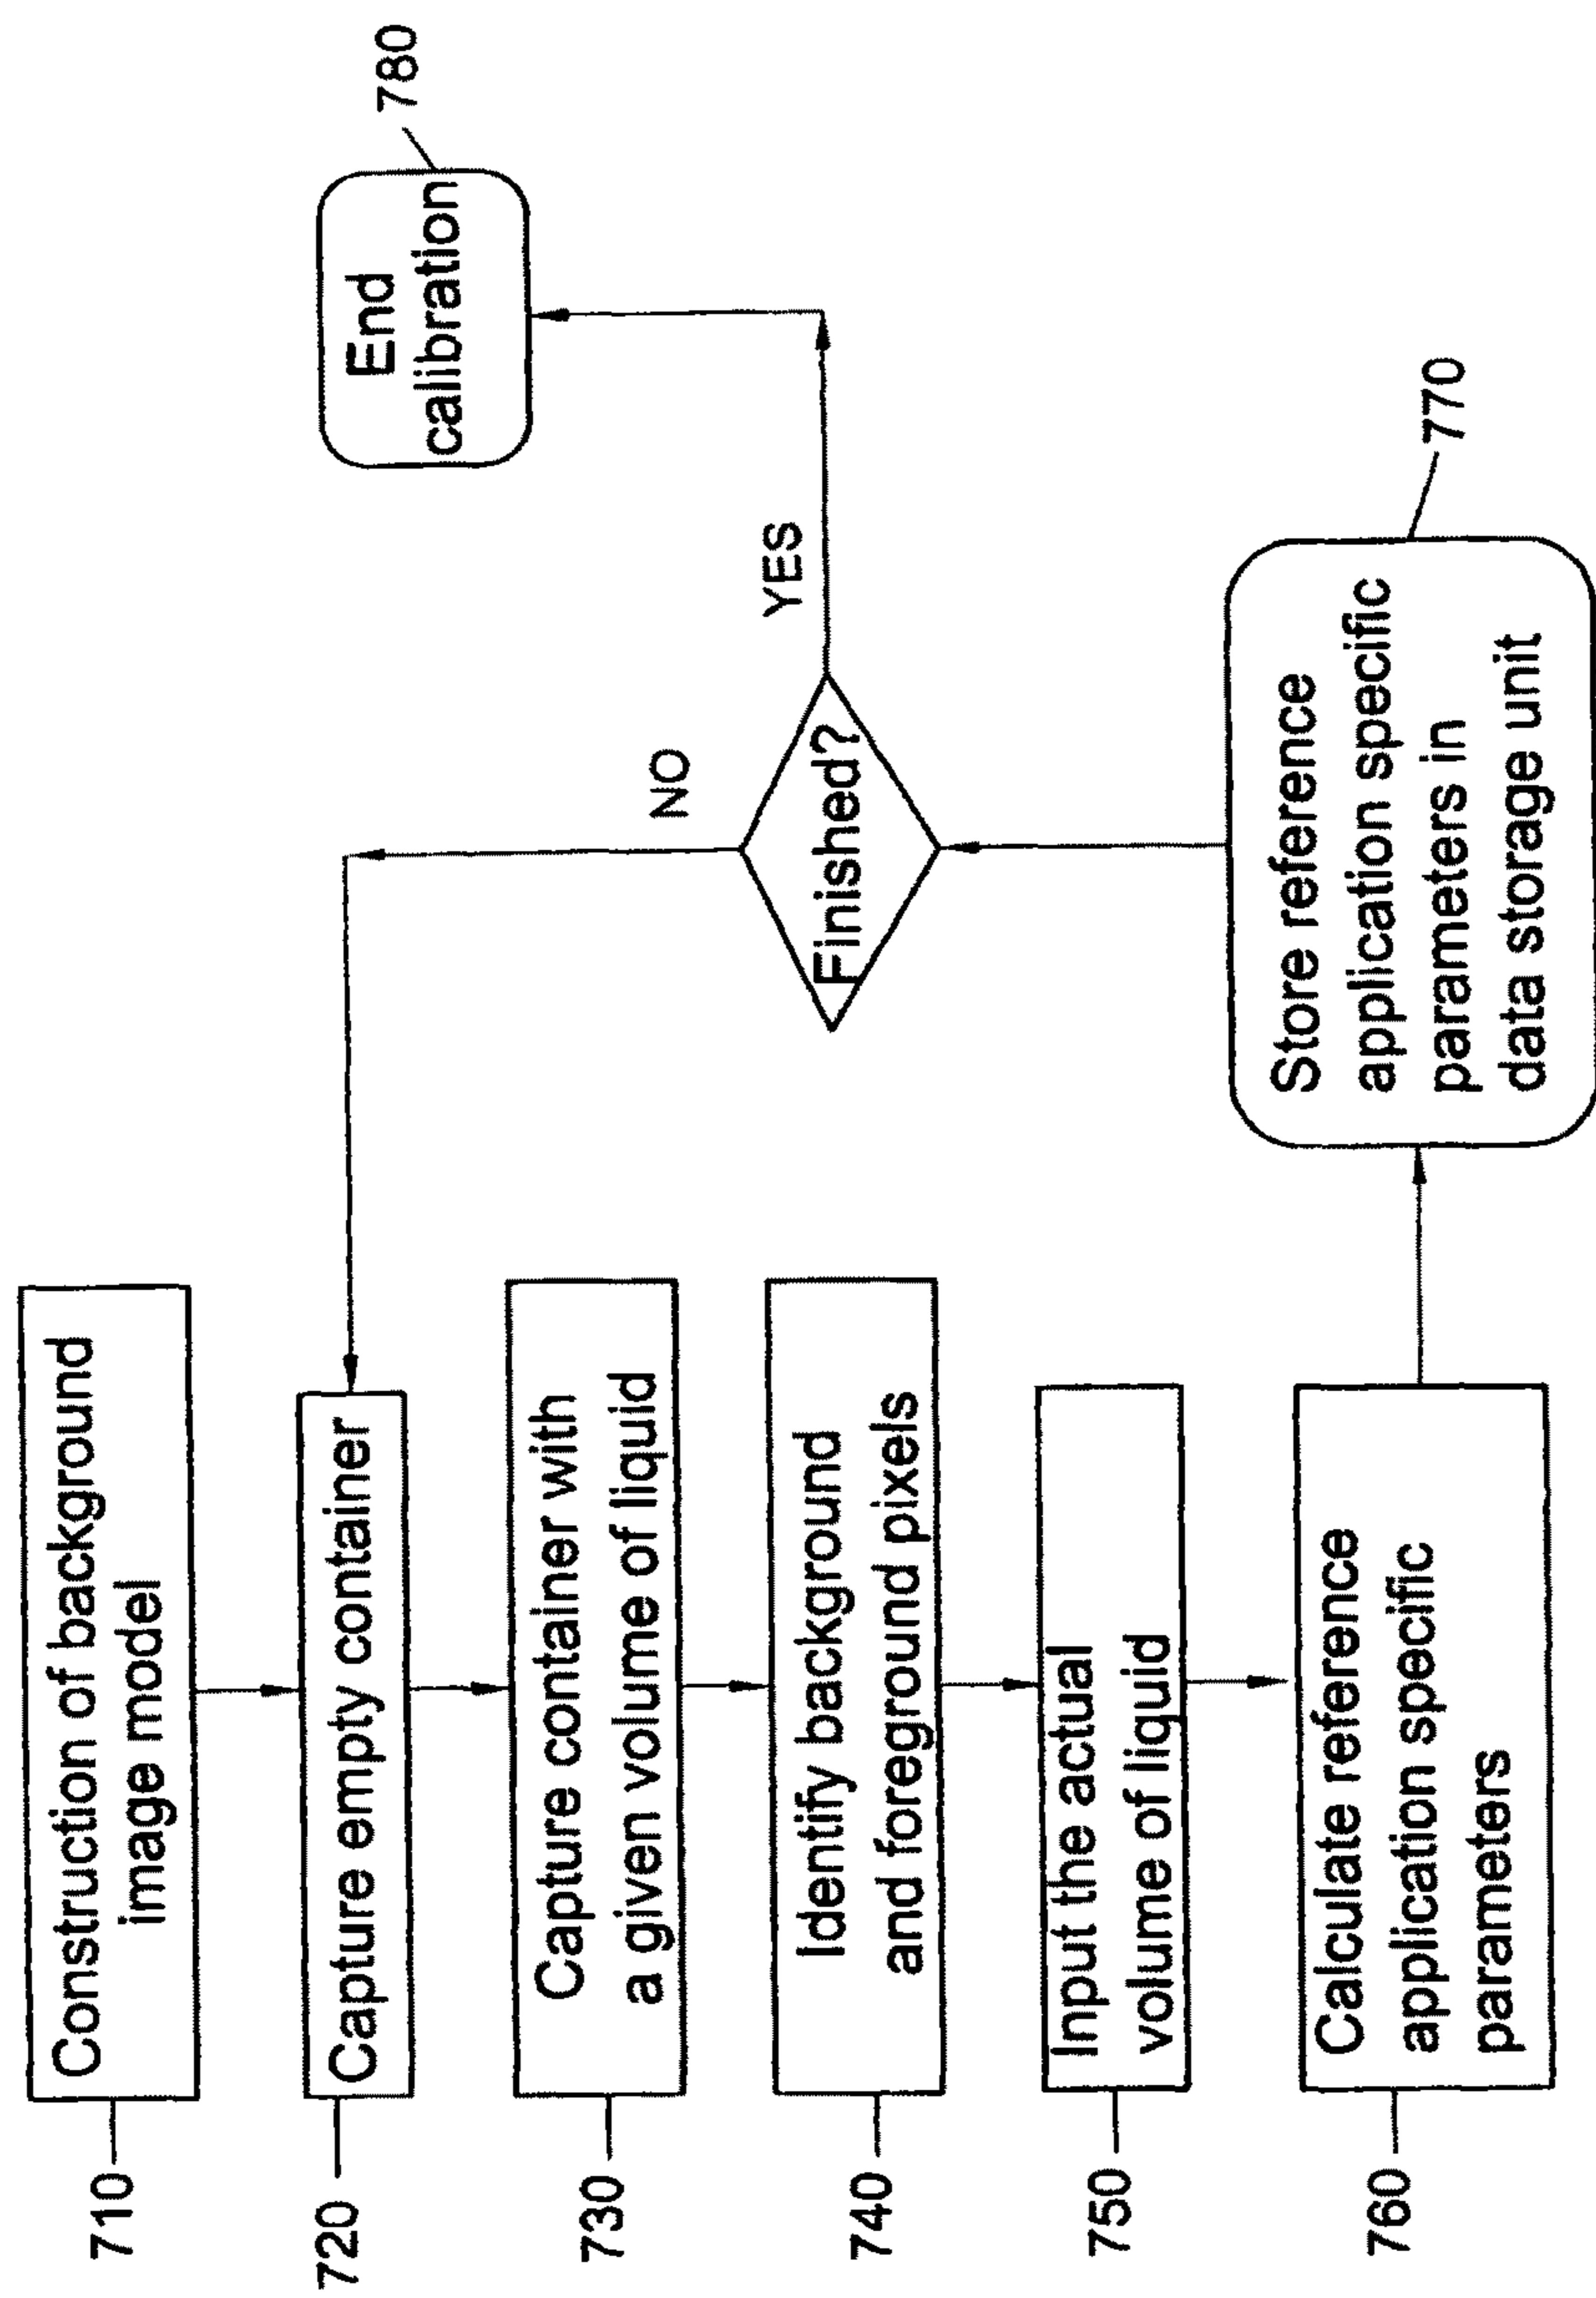 710
Construction of background
image model
720
Capture empty container
730
Capture container with
a given volume of liquid
740
Identify background
and foreground pixels
750
Input the actual
volume of liquid
760
Calculate reference
application specific
parameters
Store reference
application specific
parameters in
data storage unit
770
Finished?
NO
YES
End
calibration
780